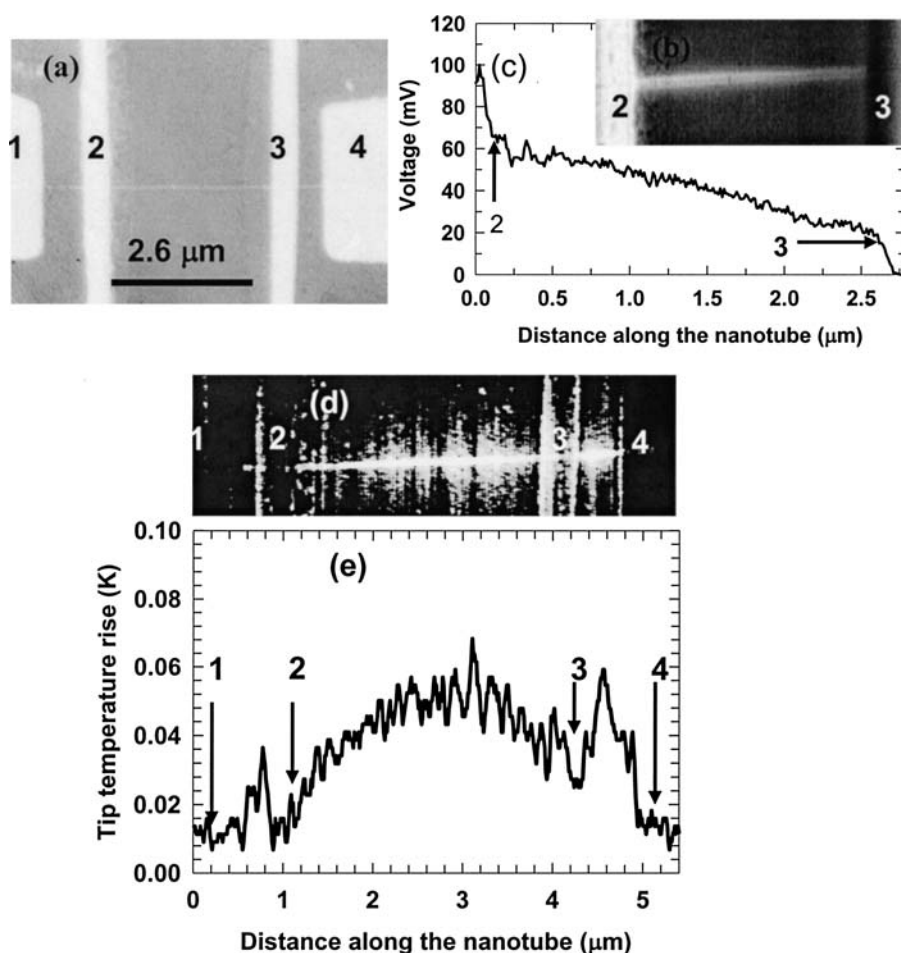 (a)
1 2 3 4
2.6 μm
(c)
(b)
2 3
Voltage (mV)
120
100
80
60
40
20
0
2
3
0.0 0.5 1.0 1.5 2.0 2.5
Distance along the nanotube (μm)
(d)
1 2 3 4
(e)
Tip temperature rise (K)
0.10
0.08
0.06
0.04
0.02
0.00
1 2 3 4
0 1 2 3 4 5
Distance along the nanotube (μm)